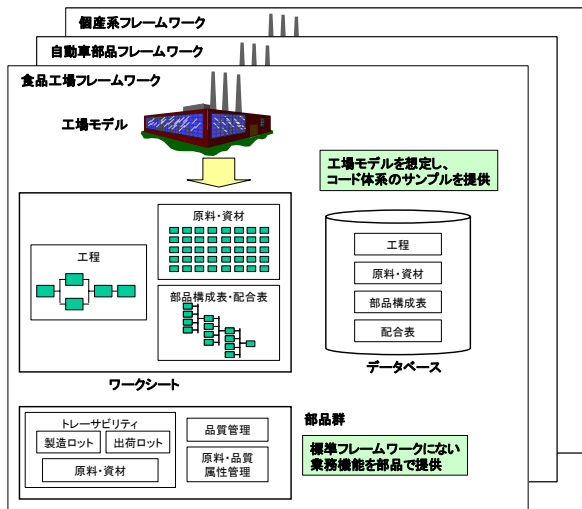 個産系フレームワーク
自動車部品フレームワーク
食品工場フレームワーク
工場モデル
工場モデルを想定し、
コード体系のサンプルを提供
原料・資材
工程
部品構成表・配合表
ワークシート
工程
原料・資材
部品構成表
配合表
データベース
トレーサビリティ
製造ロット
出荷ロット
原料・資材
品質管理
原料・品質
属性管理
部品群
標準フレームワークにない
業務機能を部品で提供